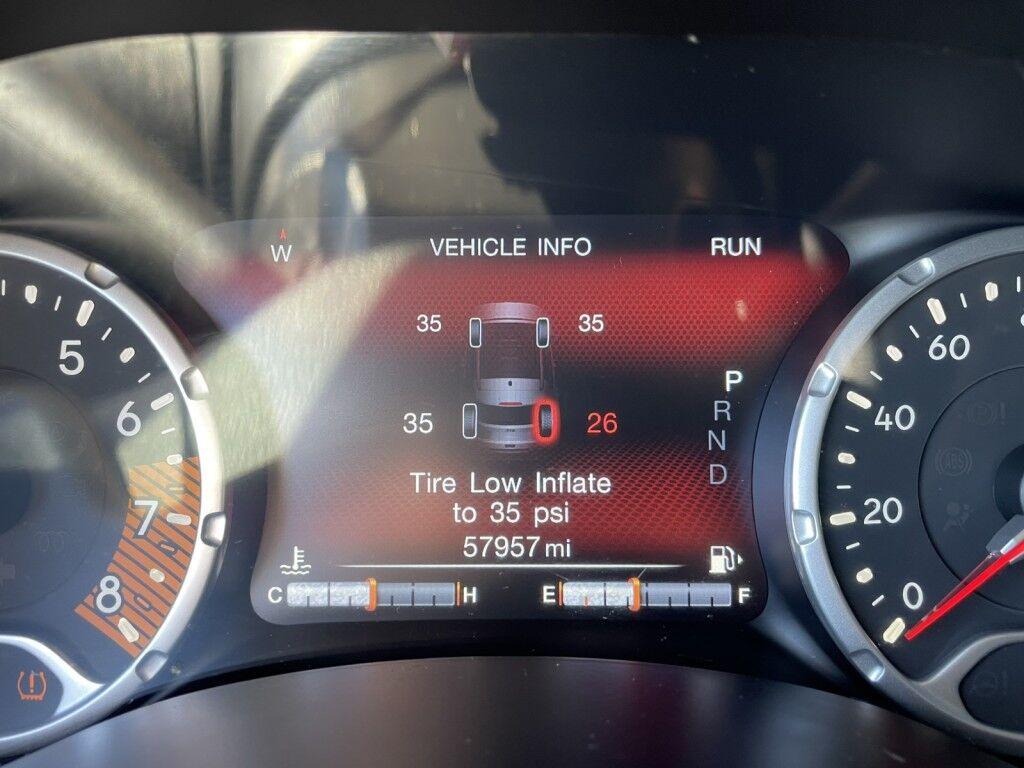 W VEHICLE INFO RUN
35 35
35 26
P
R
N
D
Tire Low Inflate
to 35 psi
57957 mi
C H E F
5
6
7
8
60
40
20
0
(!)
ABS